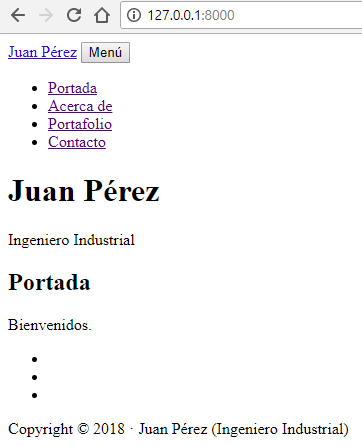 127.0.0.1:8000
Juan Pérez Menú
Portada
Acerca de
Portafolio
Contacto
Juan Pérez
Ingeniero Industrial
Portada
Bienvenidos.
Copyright © 2018 · Juan Pérez (Ingeniero Industrial)